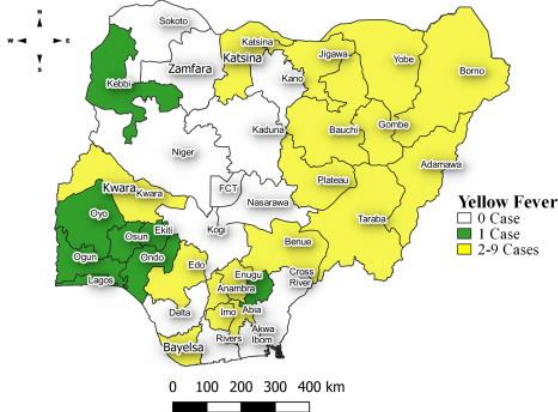 N
W E
S
Sokoto
Katsina
Katsina
Jigawa
Yobe
Borno
Zamfara
Kebbi
Kano
Kaduna
Bauchi
Gombe
Adamawa
Niger
Kwara
Kwara
FCT
Plateau
Nasarawa
Taraba
Oyo
Ekiti
Osun
Kogi
Benue
Ogun
Ondo
Edo
Enugu
Cross
River
Lagos
Anambra
Delta
Imo
Abia
Akwa
Ibom
Bayelsa
Rivers
Yellow Fever
0 Case
1 Case
2-9 Cases
0 100 200 300 400 km